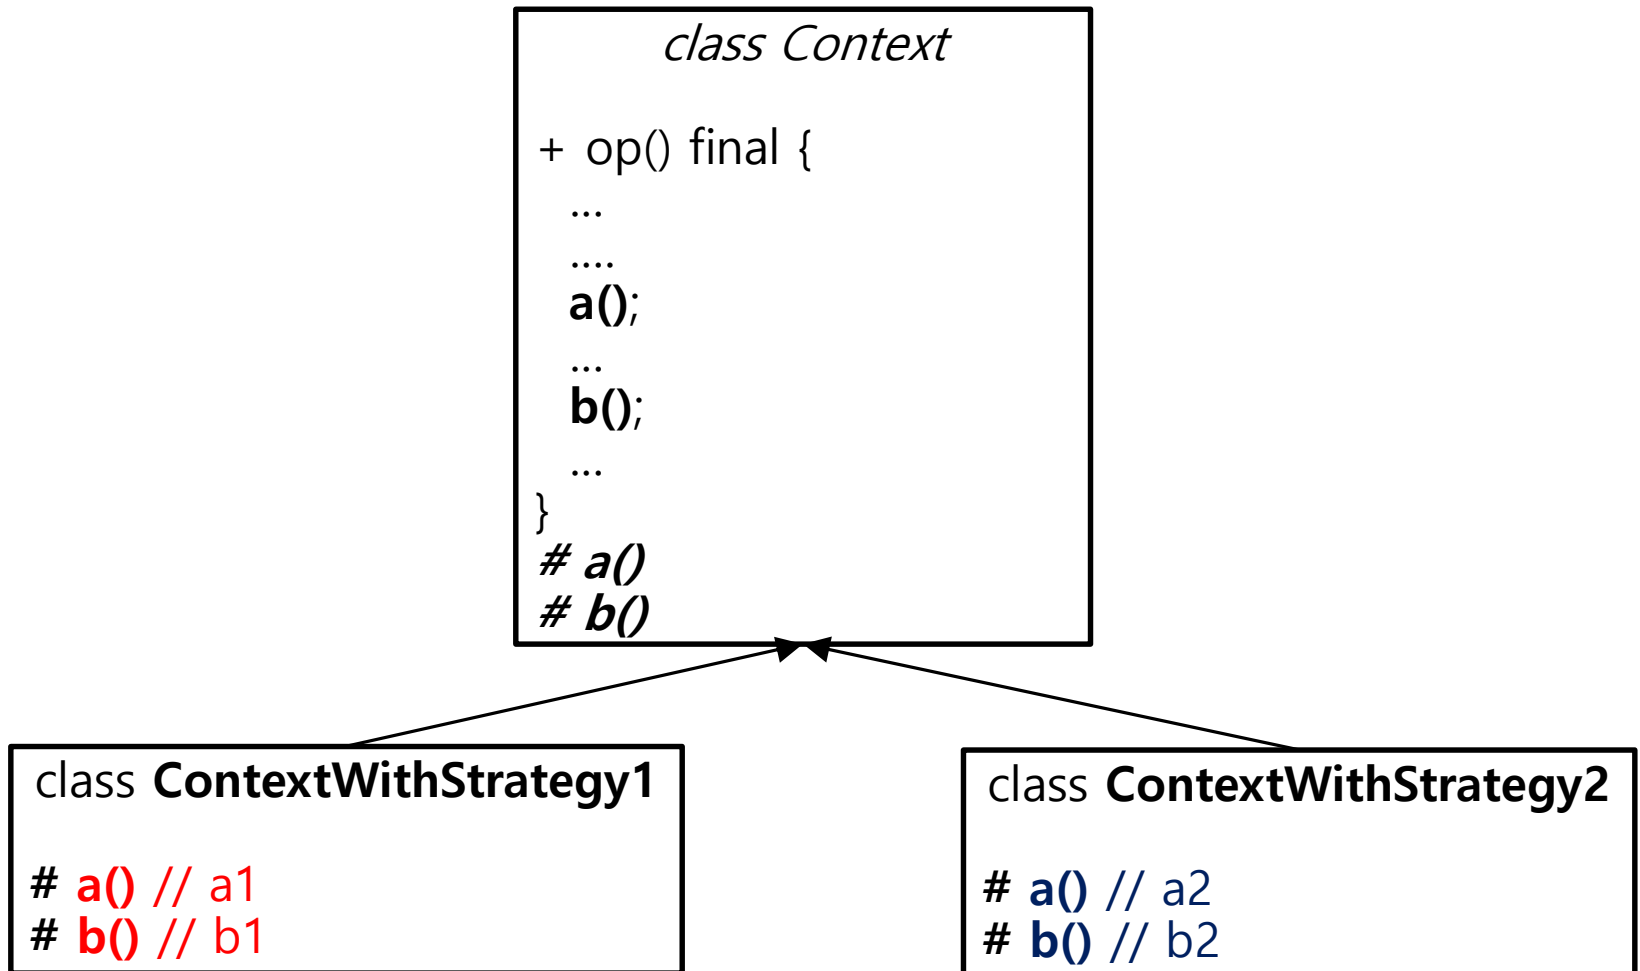 class Context
+ op() final {
...
....
a();
...
b();
...
}
# a()
# b()
class ContextWithStrategy1
# a() // a1
# b() // b1
class ContextWithStrategy2
# a() // a2
# b() // b2